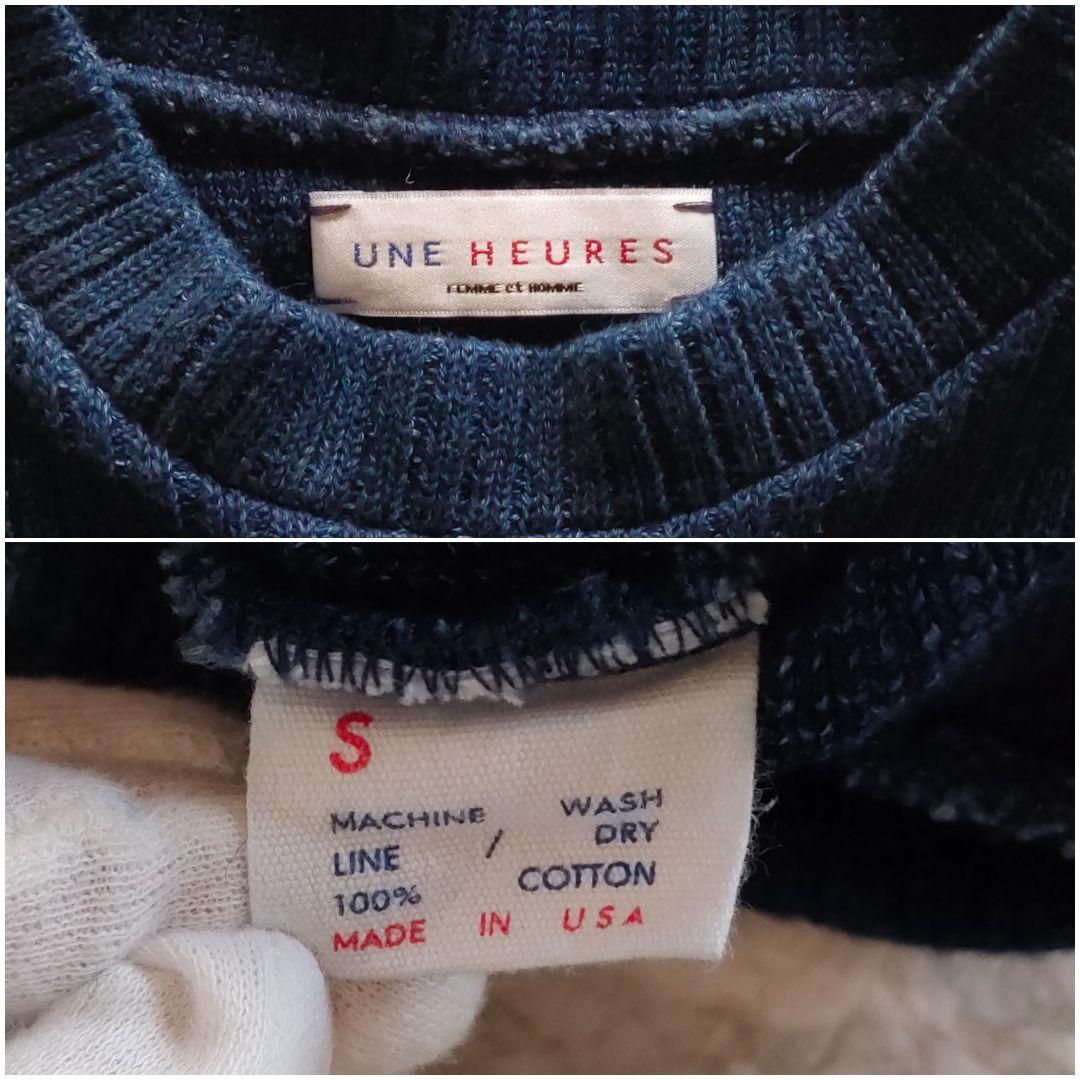 UNE HEURES
FEMME et HOMME
S
MACHINE WASH
LINE / DRY
100% COTTON
MADE IN USA